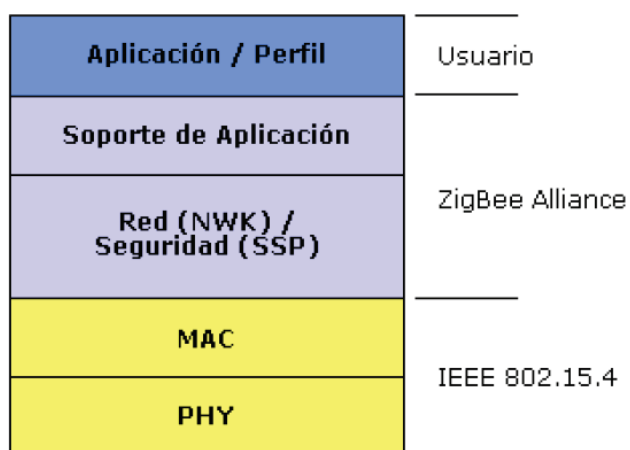 Aplicación / Perfil
Usuario
Soporte de Aplicación
ZigBee Alliance
Red (NWK) /
Seguridad (SSP)
MAC
IEEE 802.15.4
PHY